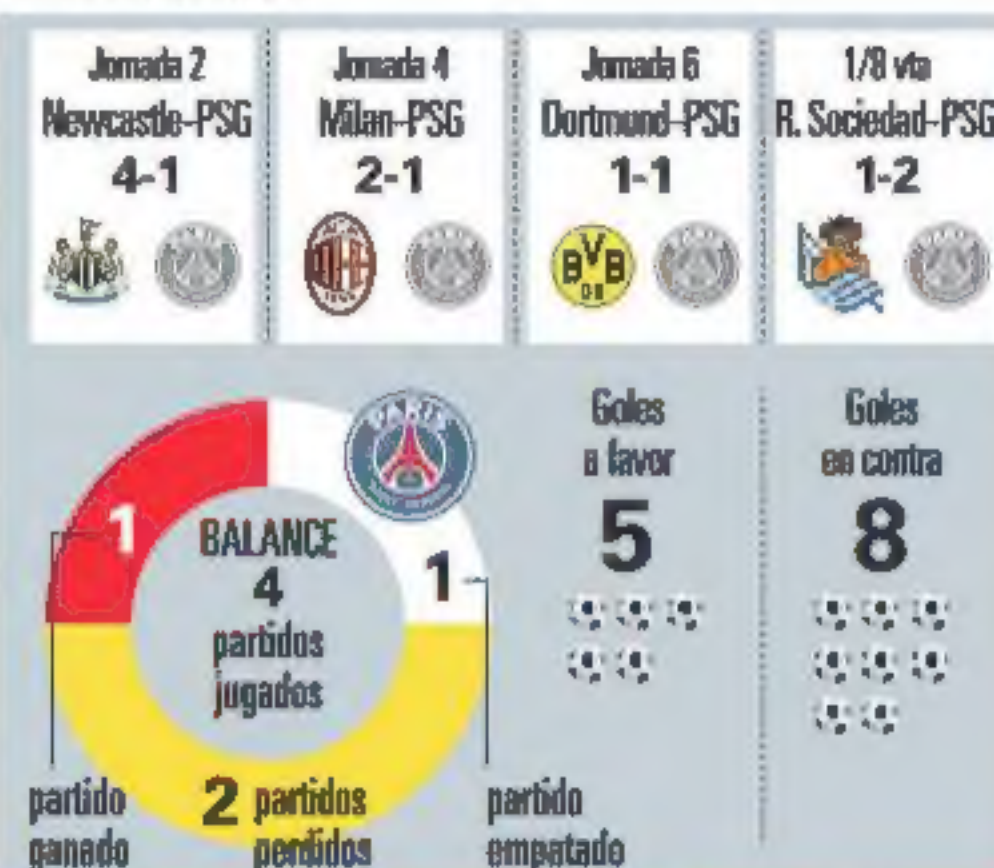 Jornada 2
Newcastle-PSG
4-1
Jornada 4
Milan-PSG
2-1
Jornada 6
Dortmund-PSG
1-1
1/8 vta
R. Sociedad-PSG
1-2
BALANCE
4
partidos
jugados
1
partido
ganado
2 partidos
perdidos
1
partido
empatado
Goles
a favor
5
Goles
en contra
8
PARIS
BVB
09